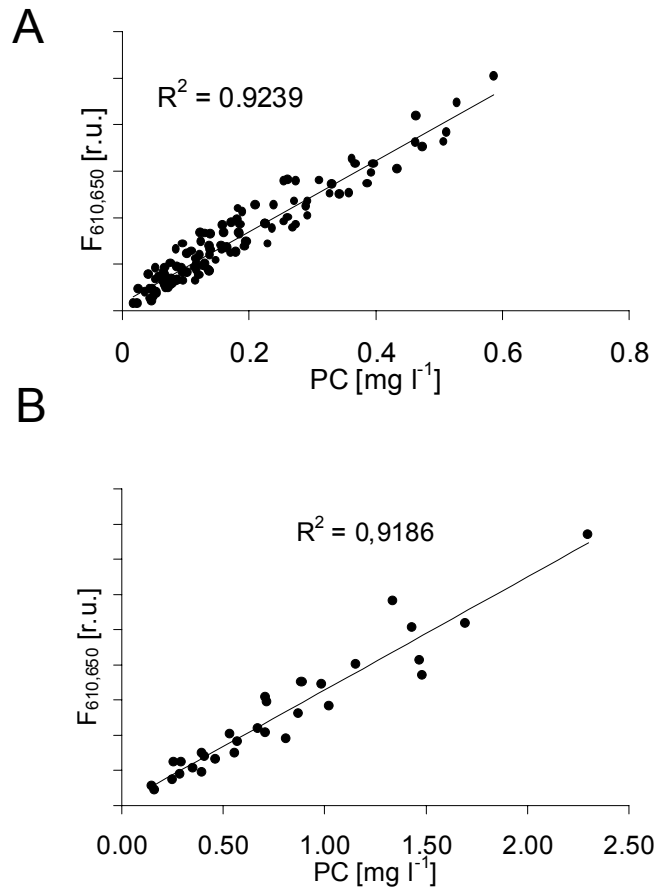 A
R² = 0.9239
F₆₁₀,₆₅₀ [r.u.]
0 0.2 0.4 0.6 0.8
PC [mg l⁻¹]
B
R² = 0,9186
F₆₁₀,₆₅₀ [r.u.]
0.00 0.50 1.00 1.50 2.00 2.50
PC [mg l⁻¹]